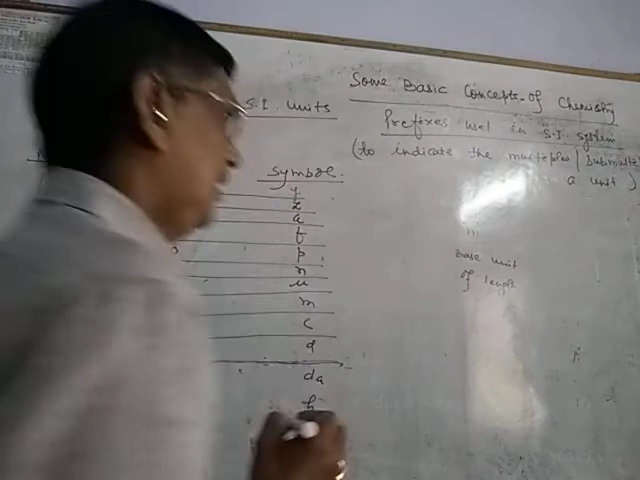 S.I. units
Some Basic Concepts of Chemistry
Prefixes used in S.I. system
(to indicate the multiples / submulti
a unit)
Symbol.
y
z
a
f
p
n
μ
m
c
d
da
h
m
Base unit
of length